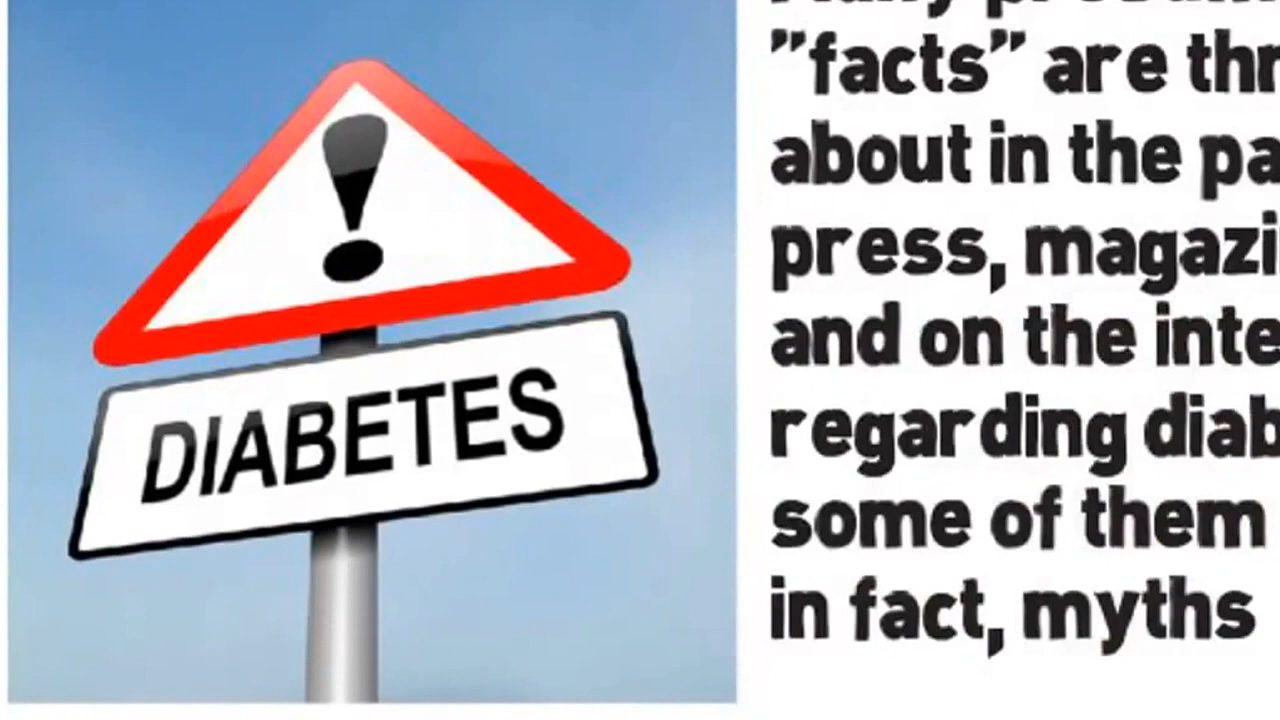 !
DIABETES
"facts" are thr
about in the pa
press, magazi
and on the inte
regarding diab
some of them
in fact, myths